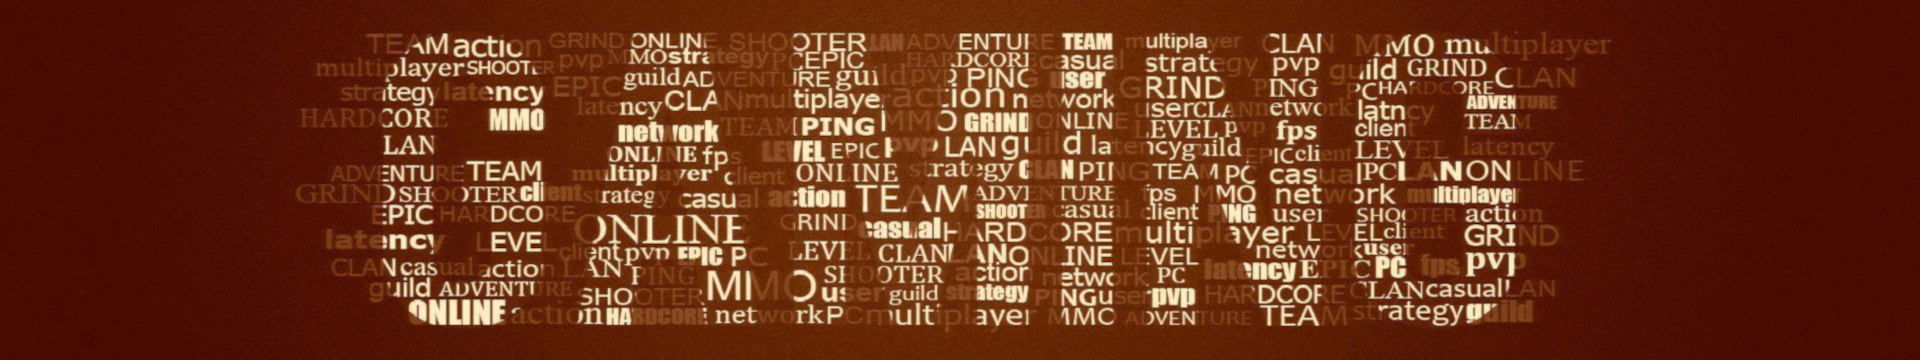 TEAM action GRIND ONLINE SHOOTER LAN ADVENTURE TEAM multiplayer CLAN MMO multiplayer
multiplayer SHOOTER pvp MMO strategy PC EPIC HARDCORE casual strategy pvp guild GRIND CLAN
strategy latency EPIC guild ADVENTURE guild pvp PING user GRIND PING PC HARDCORE
HARDCORE MMO latency CLAN multiplayer action network user CLAN network latency ADVENTURE
LAN network TEAM PING MMO GRIND ONLINE LEVEL pvp fps client TEAM
ONLINE fps LEVEL EPIC pvp LAN guild latency guild EPIC client LEVEL latency
ADVENTURE TEAM multiplayer client ONLINE strategy CLAN PING TEAM PC casual PC LAN ONLINE
GRIND SHOOTER client strategy casual action TEAM ADVENTURE fps MMO network multiplayer
EPIC HARDCORE ONLINE GRIND SHOOTER casual client PING user SHOOTER action
latency LEVEL casual HARDCORE multiplayer LEVEL client GRIND
client pvp EPIC PC LEVEL CLAN LAN ONLINE LEVEL network user
CLAN casual action LAN PING SHOOTER action network PC latency EPIC PC fps pvp
guild ADVENTURE SHOOTER MMO user guild strategy PING user pvp HARDCORE CLAN casual LAN
ONLINE action HARDCORE network PC multiplayer MMO ADVENTURE TEAM strategy guild